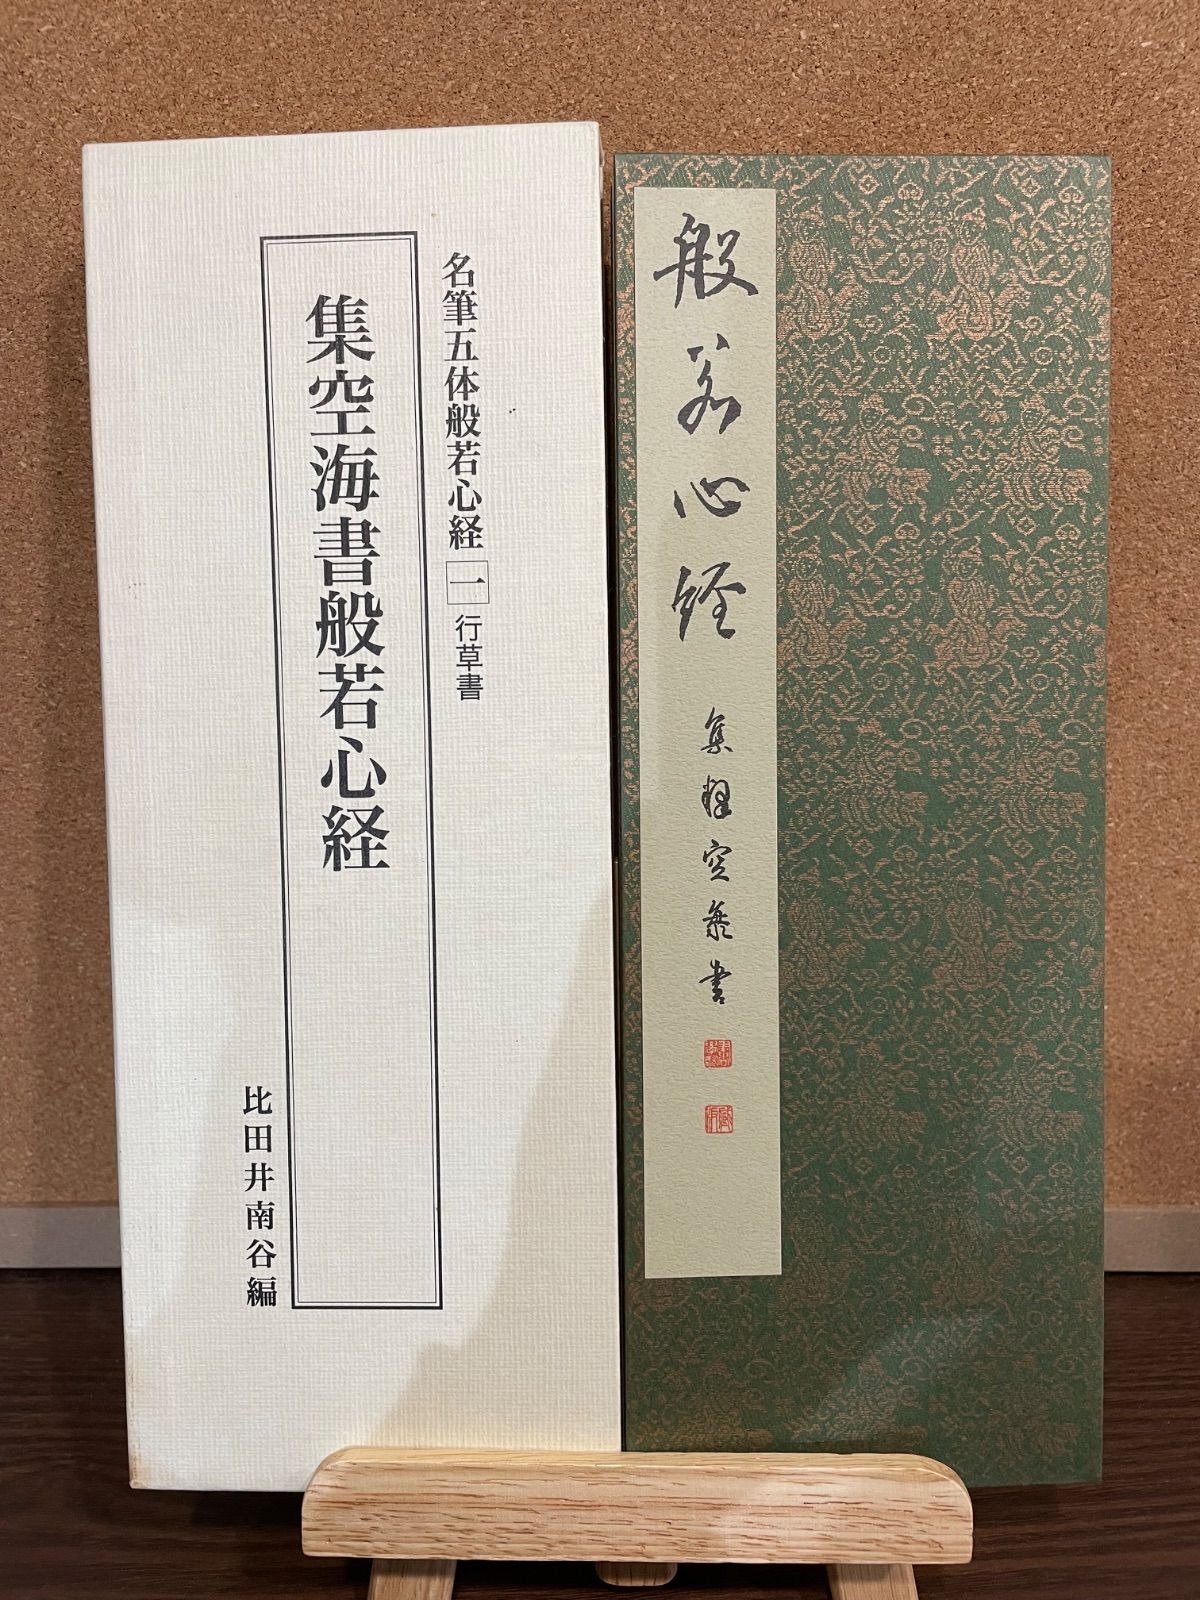 名筆五体般若心経 一 行草書
集空海書般若心経
比田井南谷編
般若心経
集釋空海書